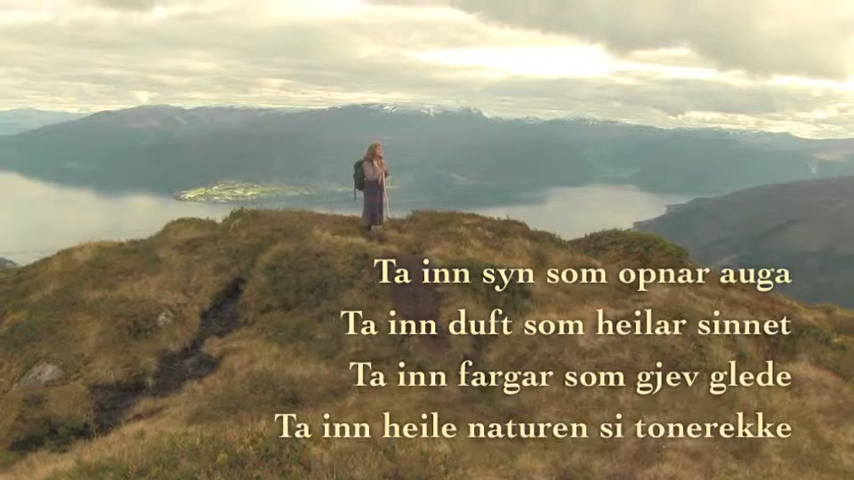 Ta inn syn som opnar auga
Ta inn duft som heilar sinnet
Ta inn fargar som gjev glede
Ta inn heile naturen si tonerekke